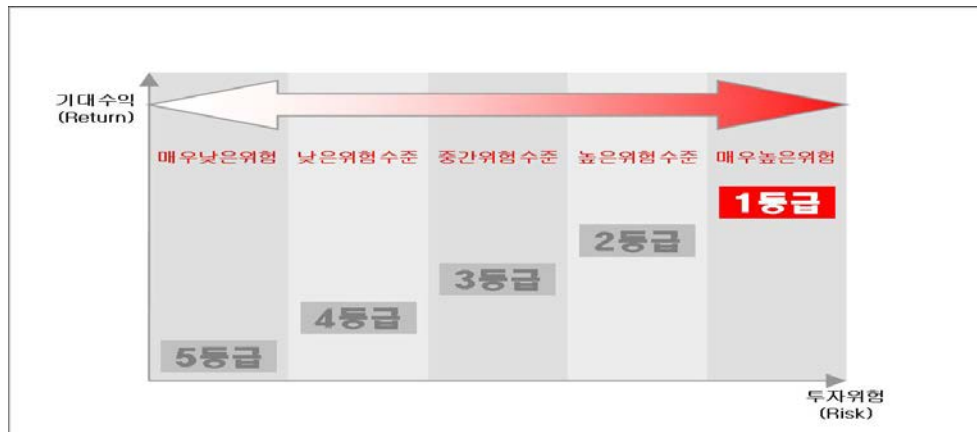 기대수익
(Return)
매우낮은위험 낮은위험수준 중간위험수준 높은위험수준 매우높은위험
1등급
2등급
3등급
4등급
5등급
투자위험
(Risk)